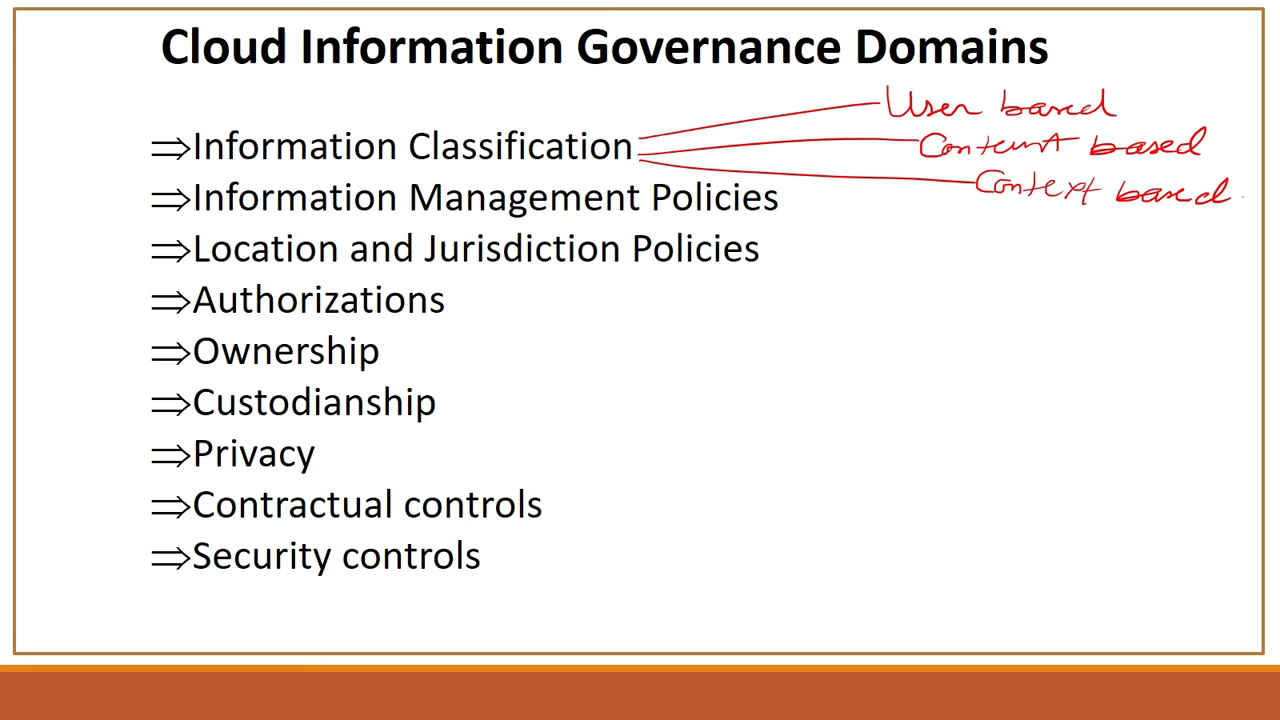 Cloud Information Governance Domains
User based
⇒Information Classification
Content based
Context based
⇒Information Management Policies
⇒Location and Jurisdiction Policies
⇒Authorizations
⇒Ownership
⇒Custodianship
⇒Privacy
⇒Contractual controls
⇒Security controls